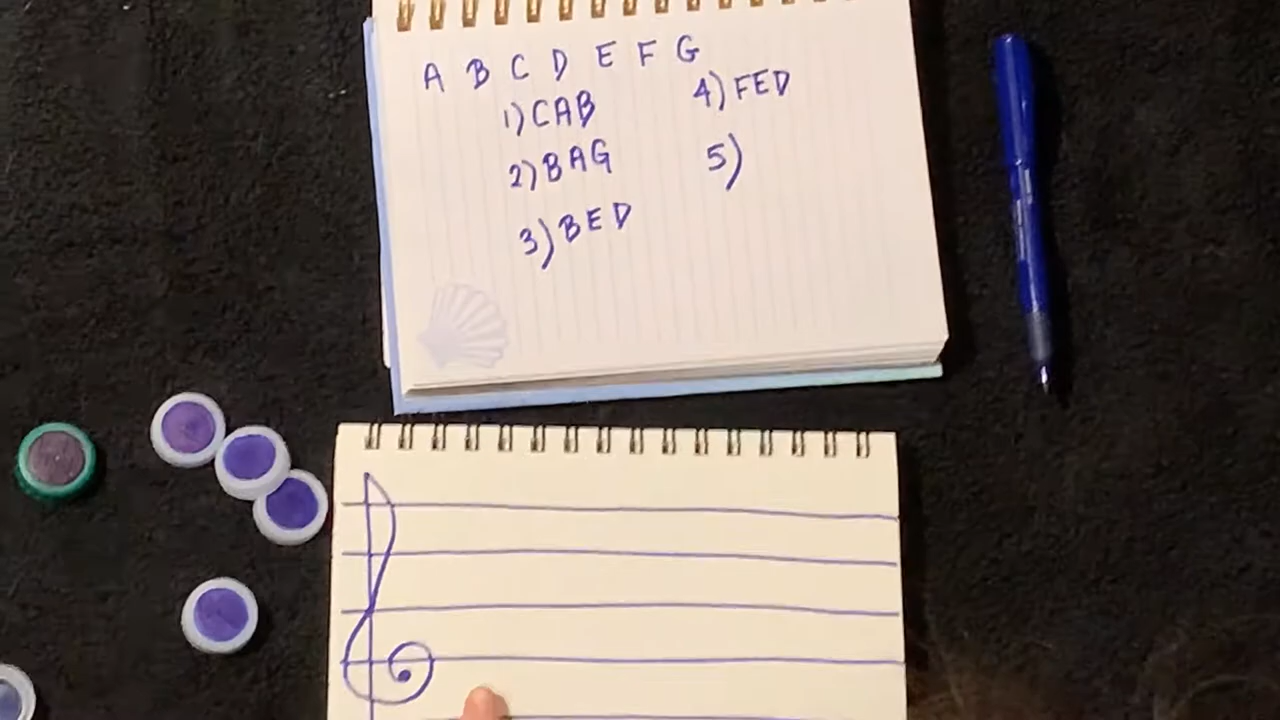 A B C D E F G
1) CAB
2) BAG
3) BED
4) FED
5)